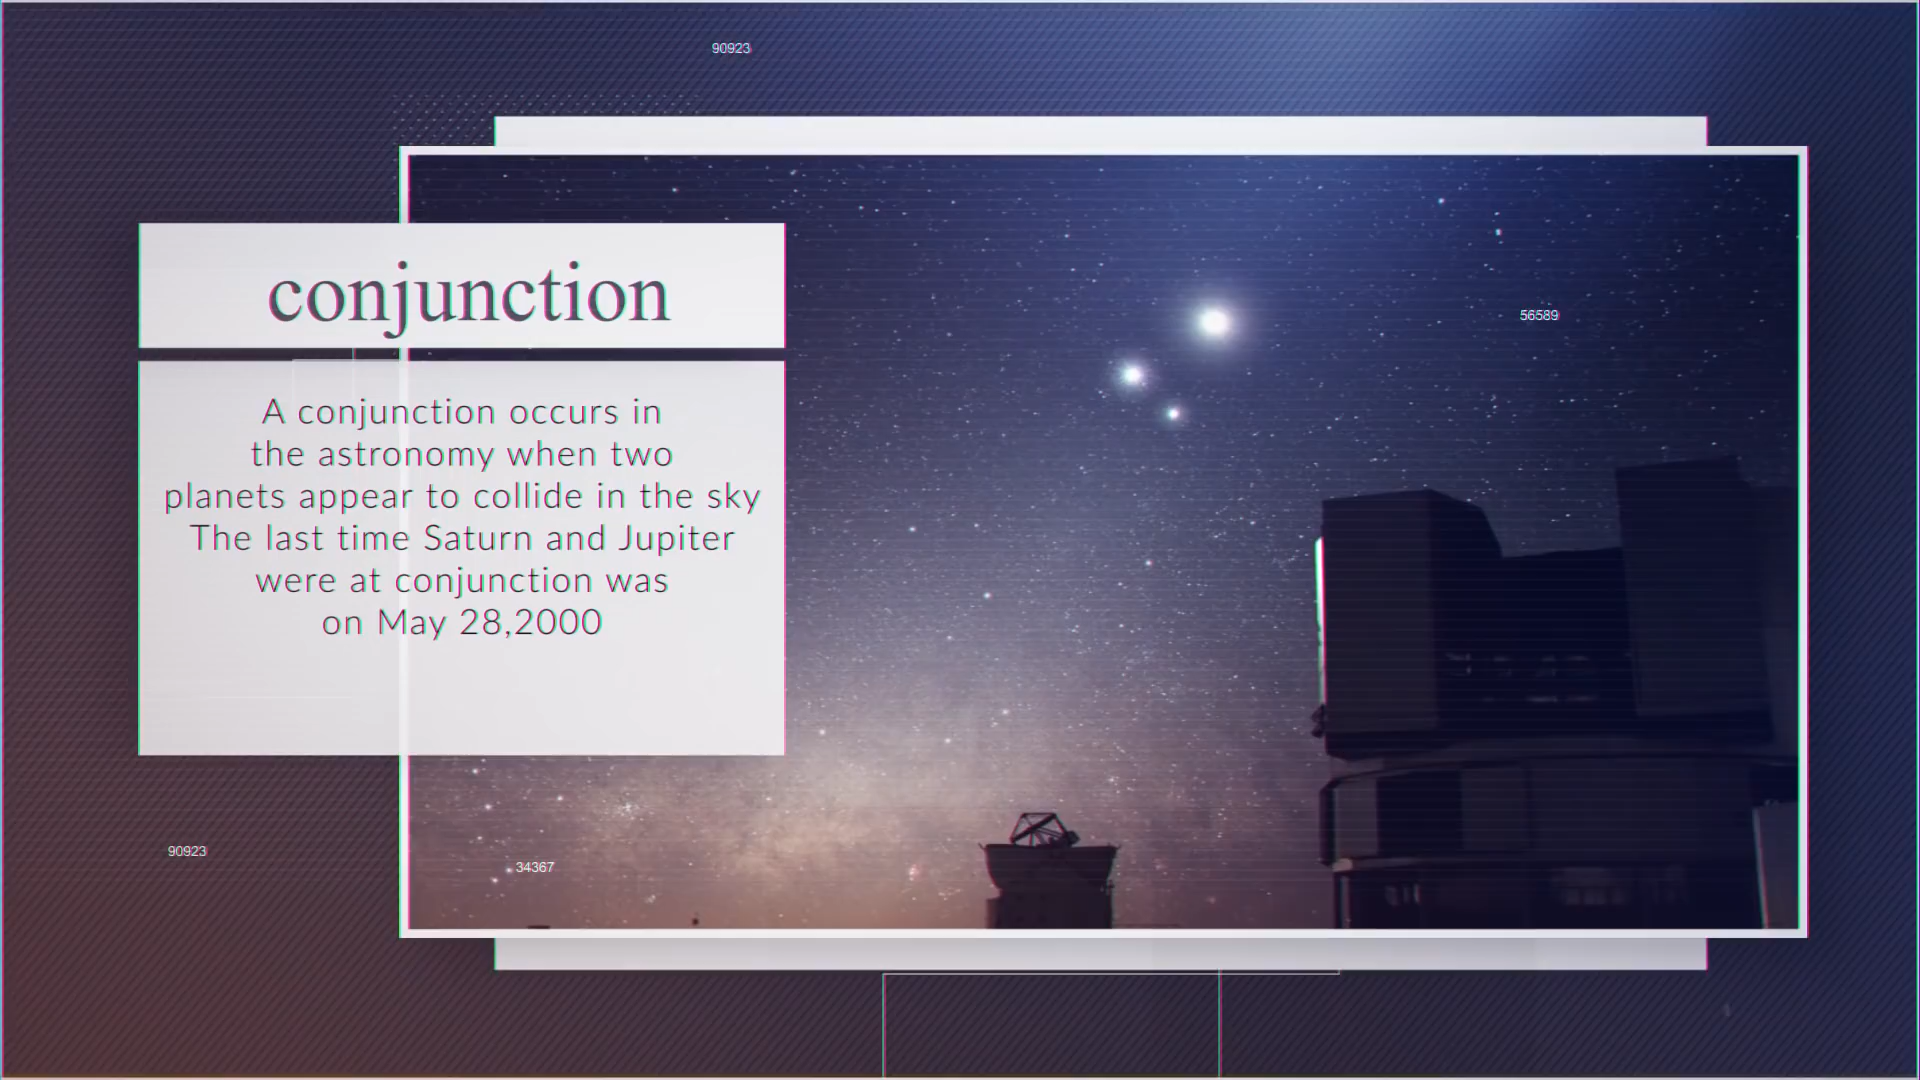 90923
conjunction
A conjunction occurs in
the astronomy when two
planets appear to collide in the sky
The last time Saturn and Jupiter
were at conjunction was
on May 28,2000
56589
90923
34367